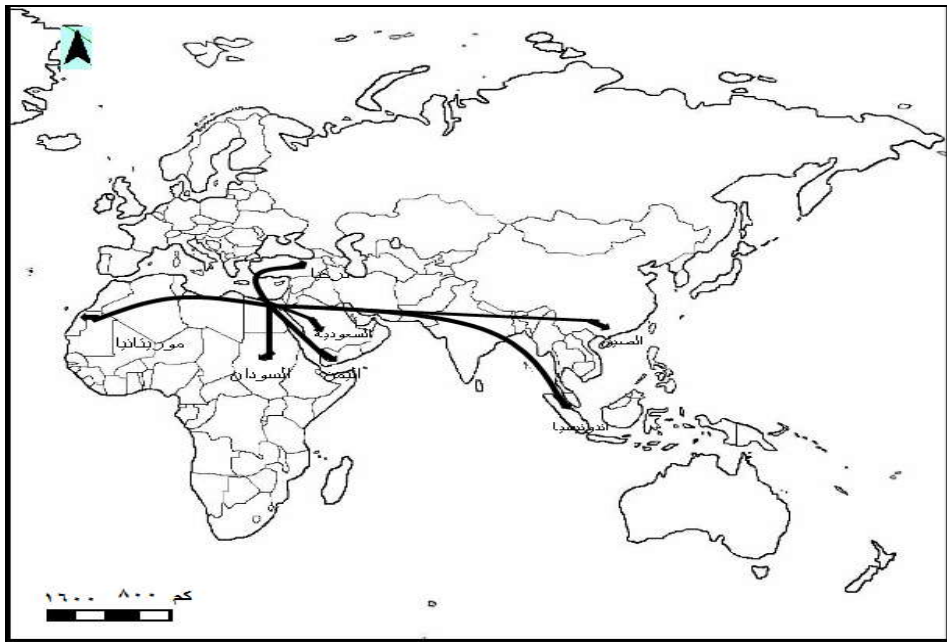 تركيا
السعودية
الصين
موريتانيا
السودان
اليمن
اندونيسيا
١٦٠٠ ٨٠٠ كم